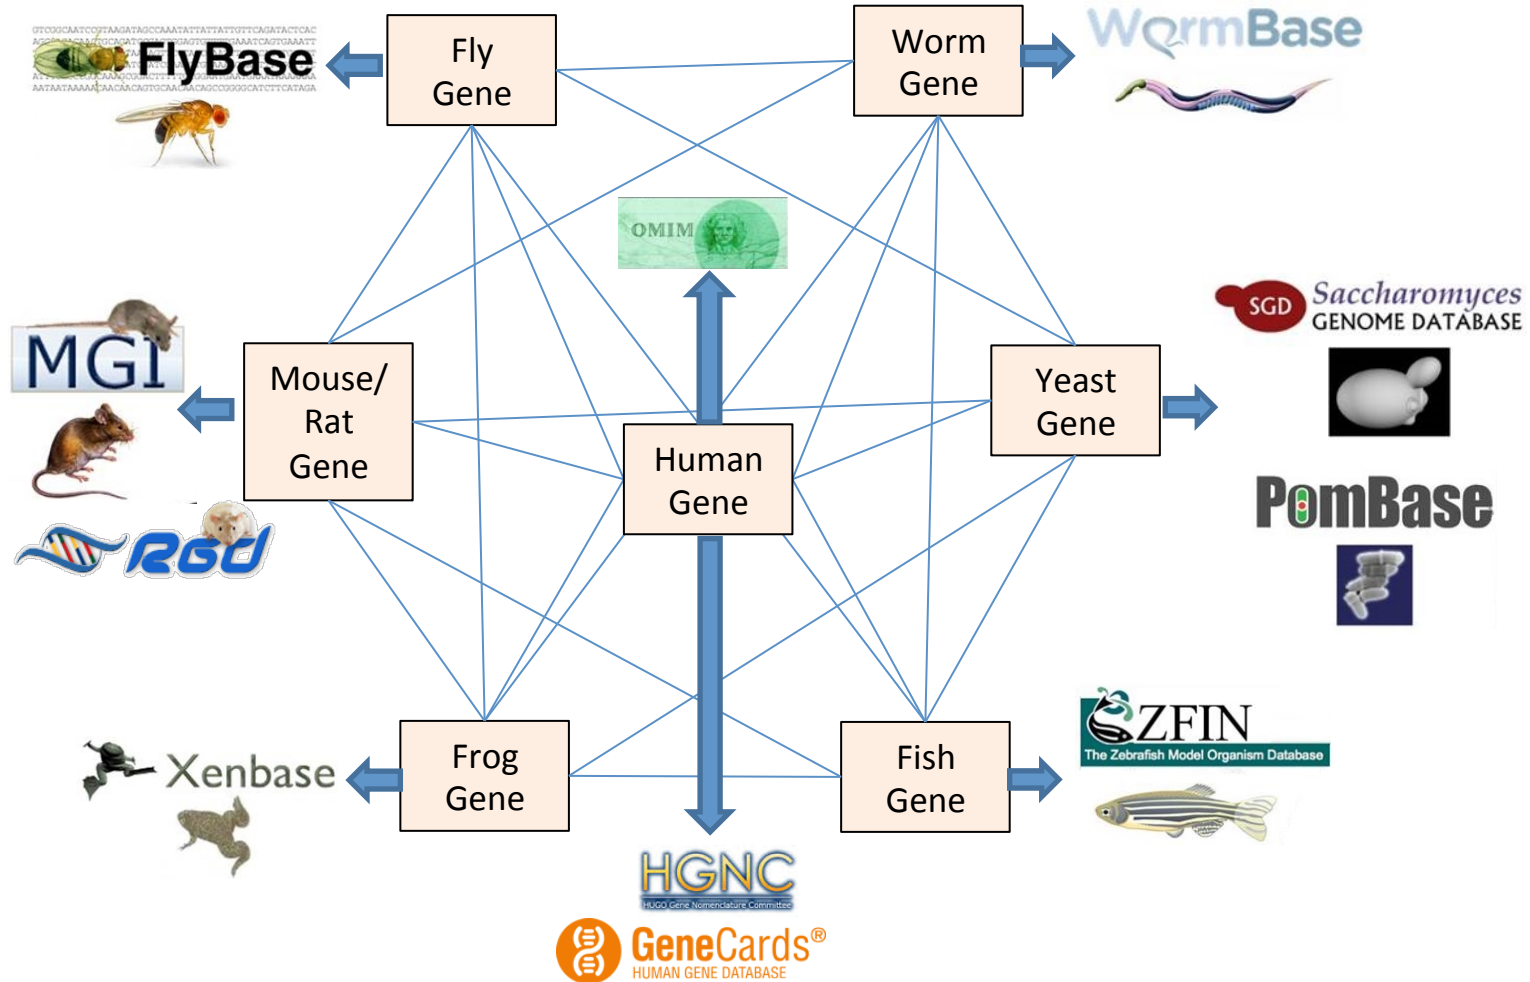 GTCGGCAATCCGTAAGATAGCCAAATATTATTATTGTTCAGATACTCAC
FlyBase
AATAATAAAAACAACAACAGTGCAACAACAGCCGGGGCATCTTCATAGA
Fly
Gene
Worm
Gene
WormBase
OMIM
MGI
RGD
Mouse/
Rat
Gene
Human
Gene
Yeast
Gene
SGD
Saccharomyces
GENOME DATABASE
PomBase
Xenbase
Frog
Gene
Fish
Gene
ZFIN
The Zebrafish Model Organism Database
HGNC
HUGO Gene Nomenclature Committee
GeneCards®
HUMAN GENE DATABASE